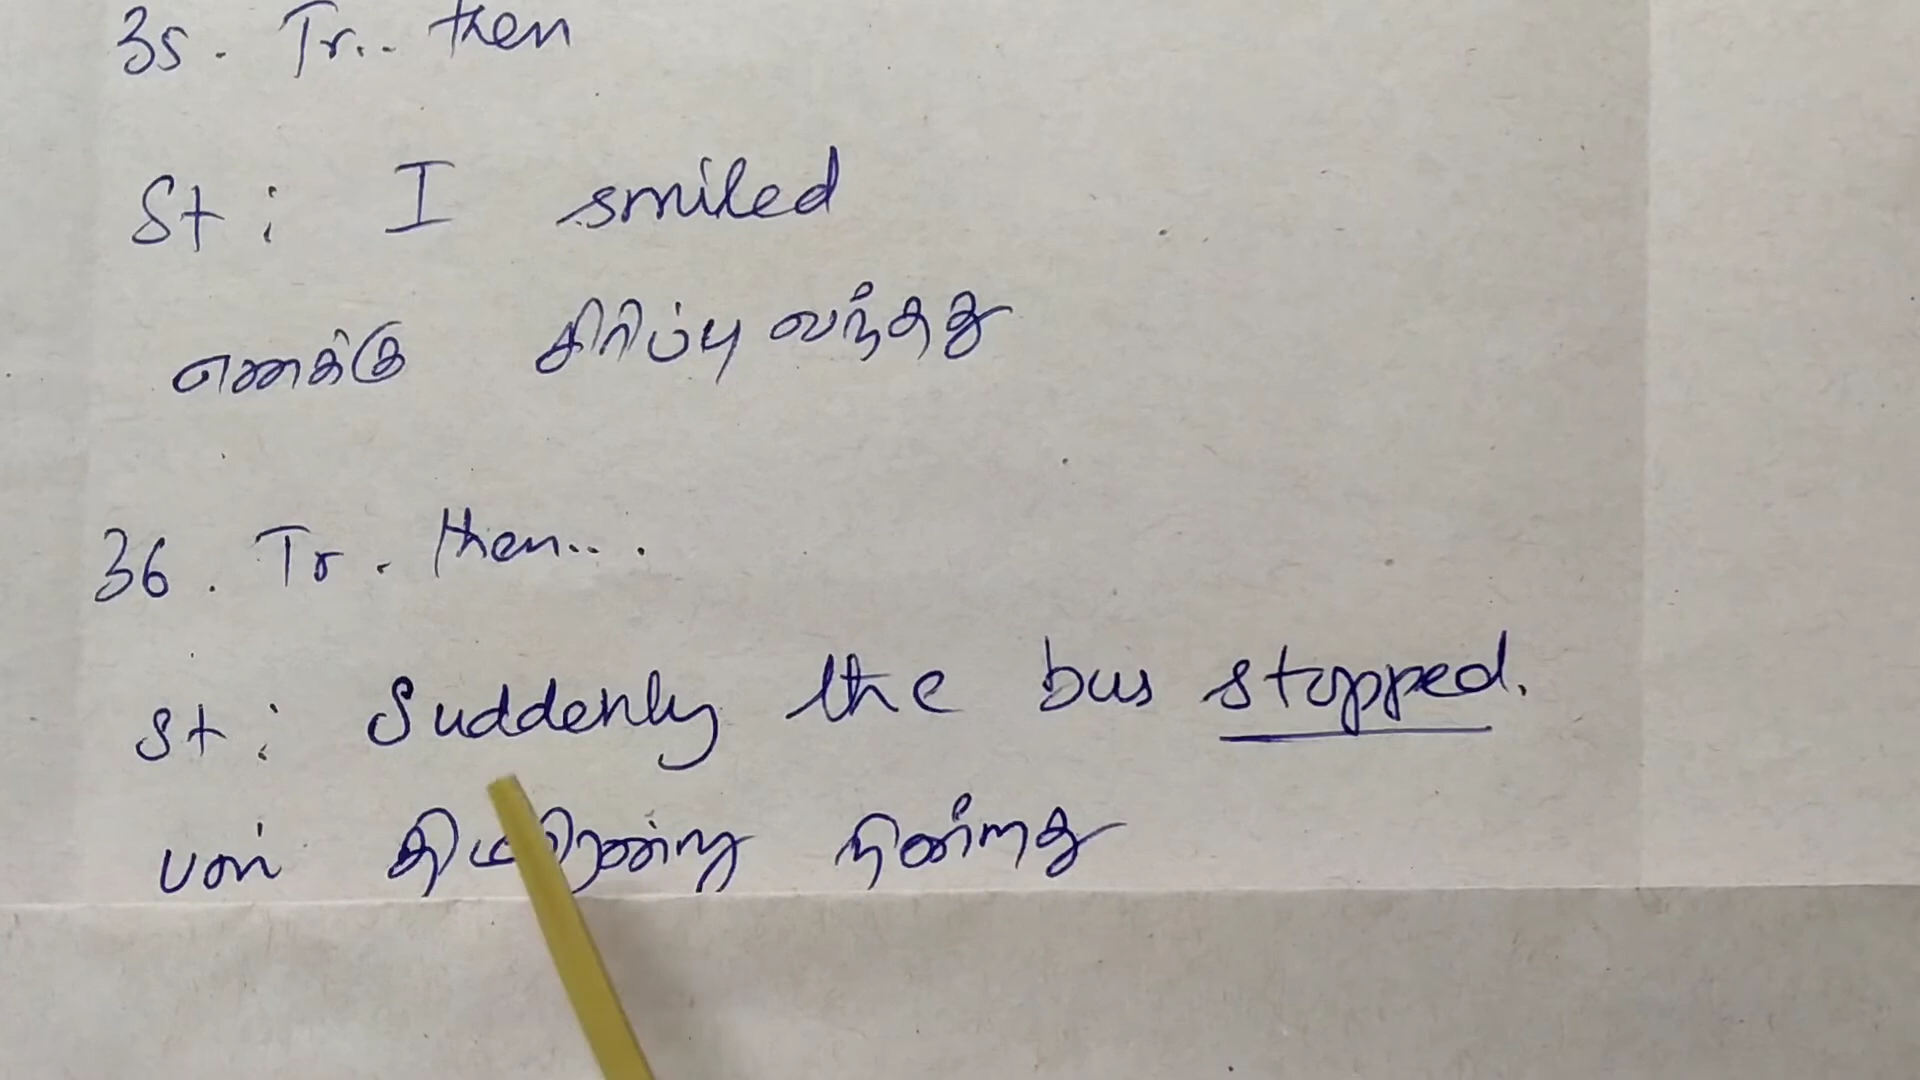 35. Tr.. then
St : I smiled
எனக்கு சிரிப்பு வந்தது
36. Tr. then...
St : Suddenly the bus stopped.
பஸ் நின்றது